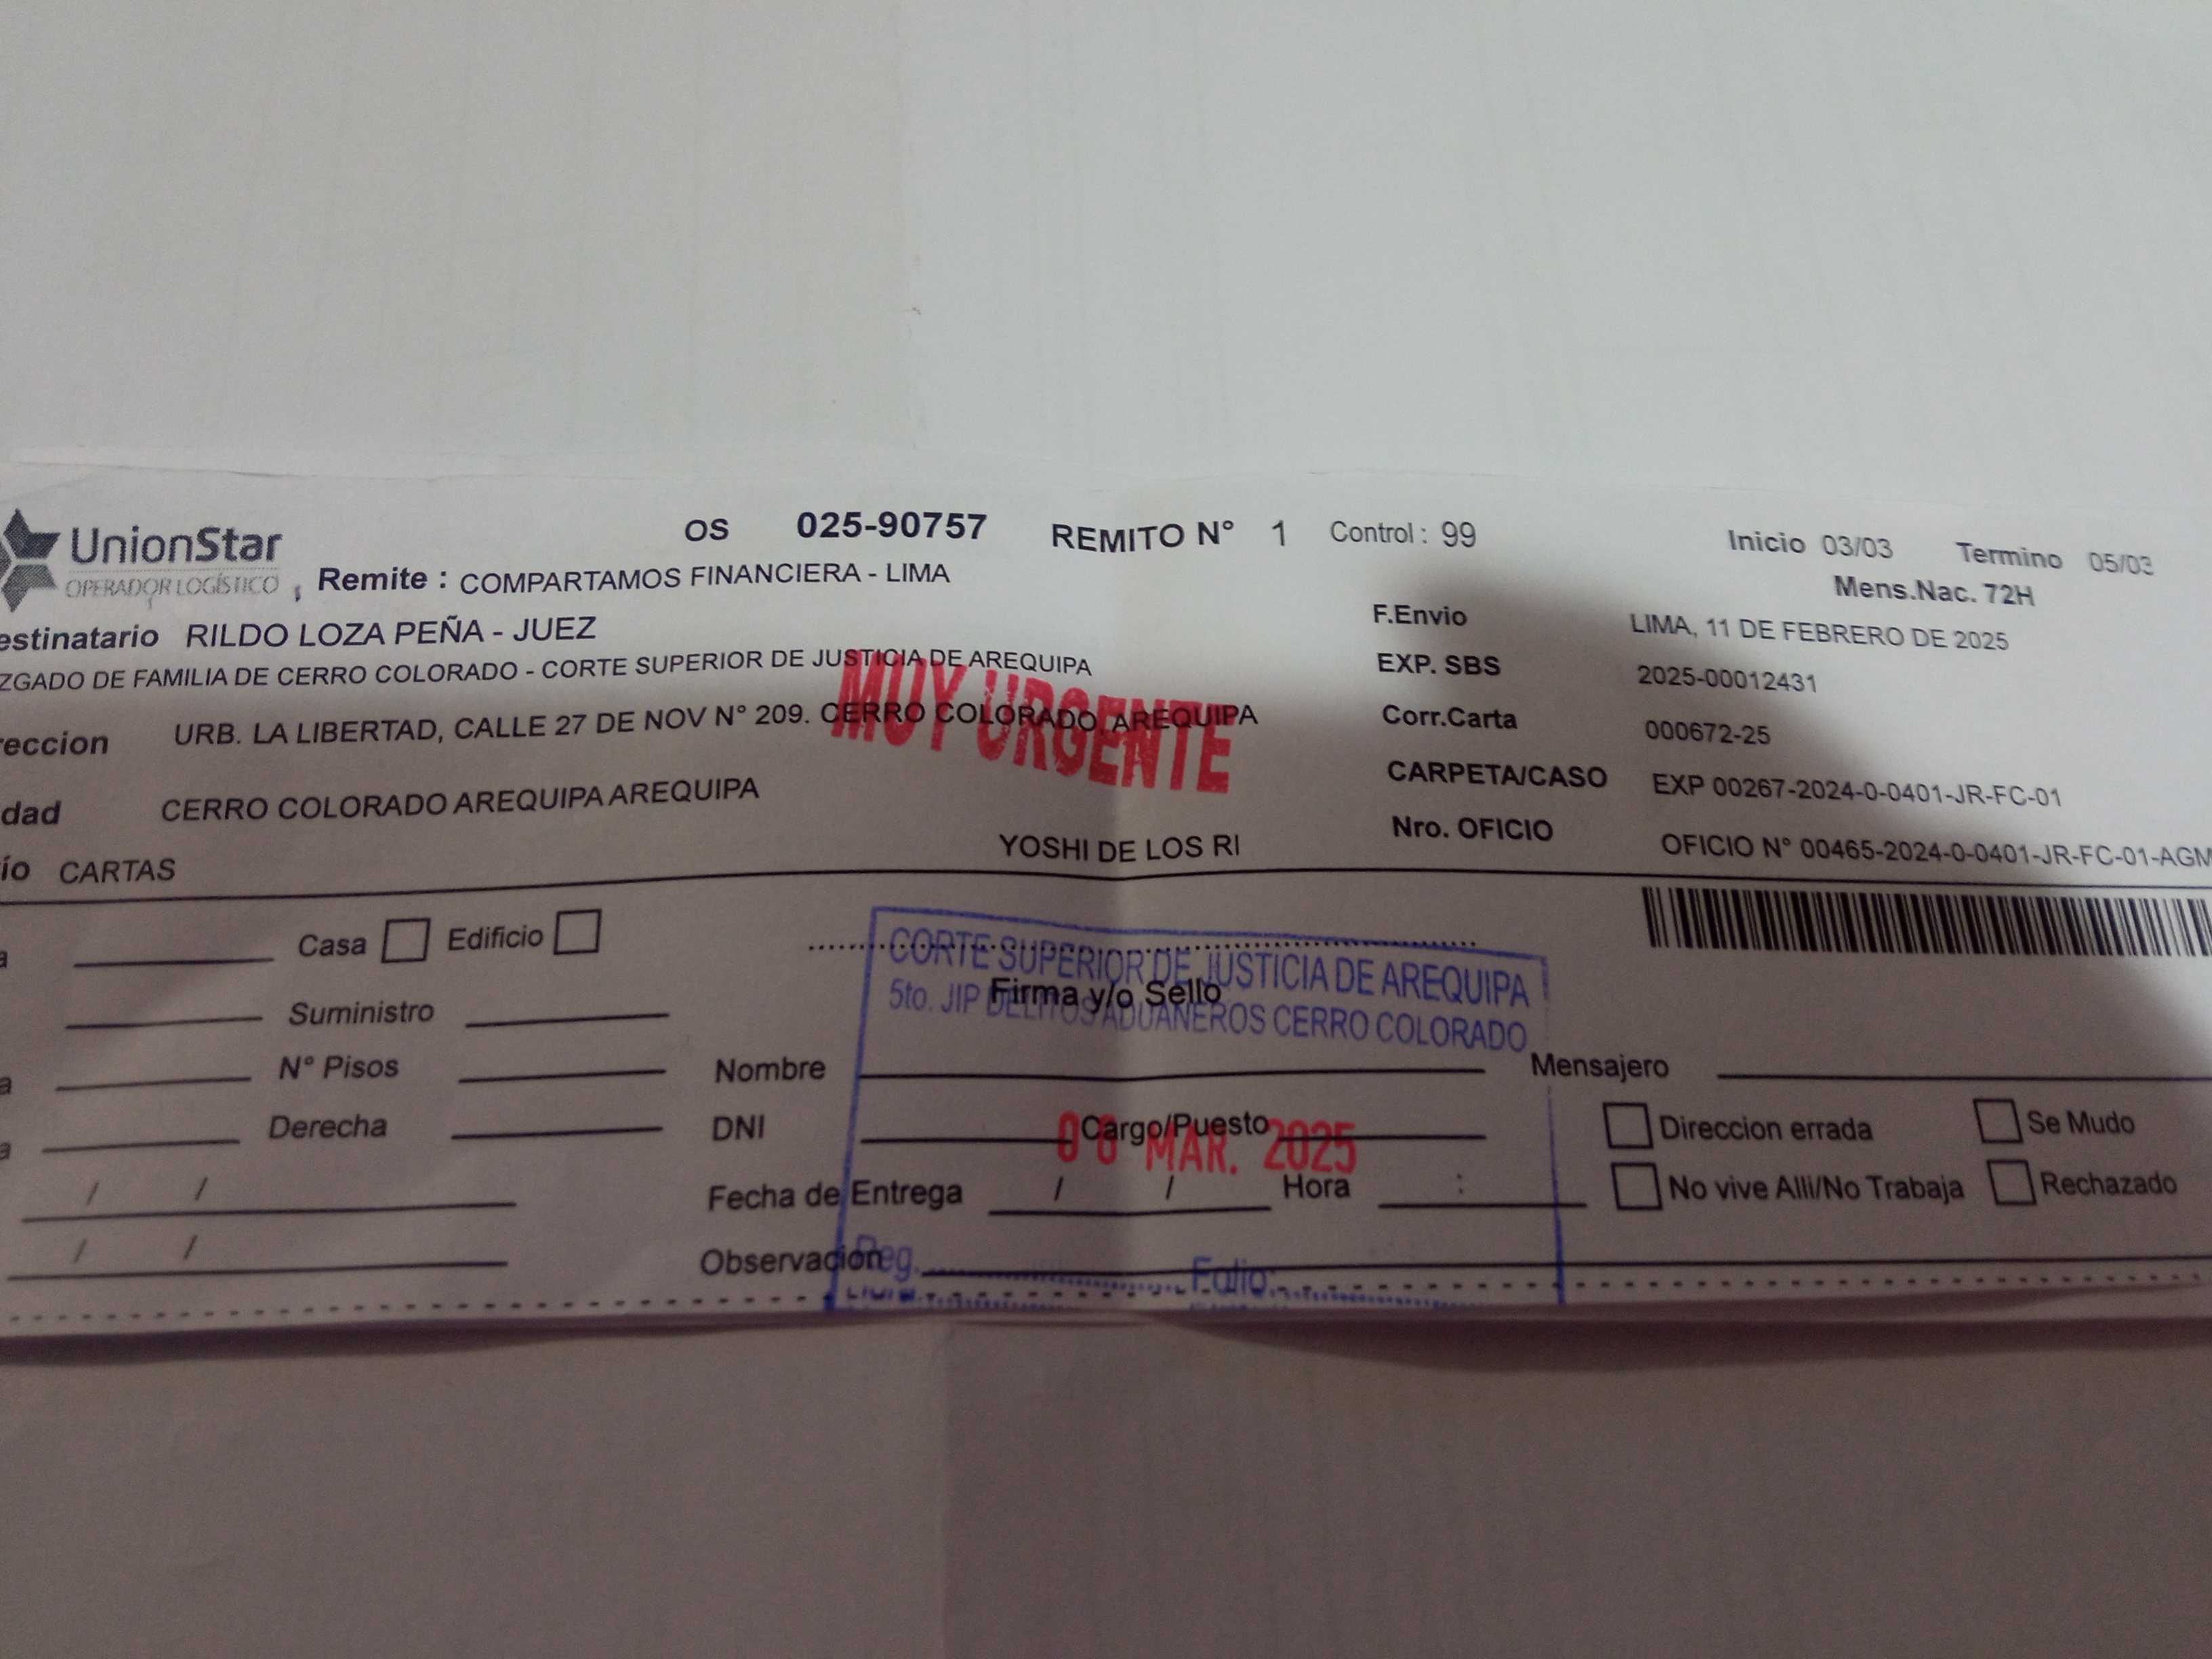 UnionStar
OPERADOR LOGÍSTICO
OS 025-90757 REMITO N° 1 Control : 99
Inicio 03/03 Termino 05/03
Mens.Nac. 72H
Remite : COMPARTAMOS FINANCIERA - LIMA
estinatario RILDO LOZA PEÑA - JUEZ
F.Envio LIMA, 11 DE FEBRERO DE 2025
ZGADO DE FAMILIA DE CERRO COLORADO - CORTE SUPERIOR DE JUSTICIA DE AREQUIPA
EXP. SBS 2025-00012431
MUY URGENTE
reccion URB. LA LIBERTAD, CALLE 27 DE NOV N° 209. CERRO COLORADO, AREQUIPA
Corr.Carta 000672-25
dad CERRO COLORADO AREQUIPA AREQUIPA
CARPETA/CASO EXP 00267-2024-0-0401-JR-FC-01
ío CARTAS
YOSHI DE LOS RI
Nro. OFICIO OFICIO N° 00465-2024-0-0401-JR-FC-01-AGM
a Casa Edificio
CORTE SUPERIOR DE JUSTICIA DE AREQUIPA
Firma y/o Sello
5to. JIP DELITOS ADUANEROS CERRO COLORADO
Suministro
a N° Pisos Nombre Mensajero
a Derecha DNI Cargo/Puesto Direccion errada Se Mudo
MAR. 2025
/ / Fecha de Entrega / / Hora : No vive Alli/No Trabaja Rechazado
/ / Observacion
Reg. Folio: